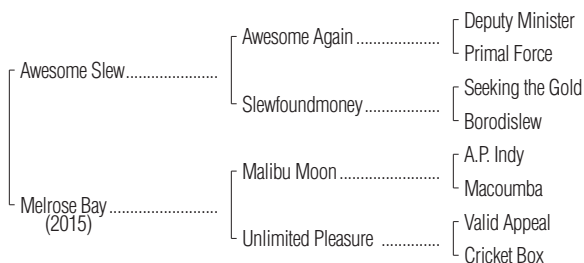 Deputy Minister
Awesome Again
Primal Force
Awesome Slew
Seeking the Gold
Slewfoundmoney
Borodislew
A.P. Indy
Malibu Moon
Macoumba
Melrose Bay
(2015)
Valid Appeal
Unlimited Pleasure
Cricket Box